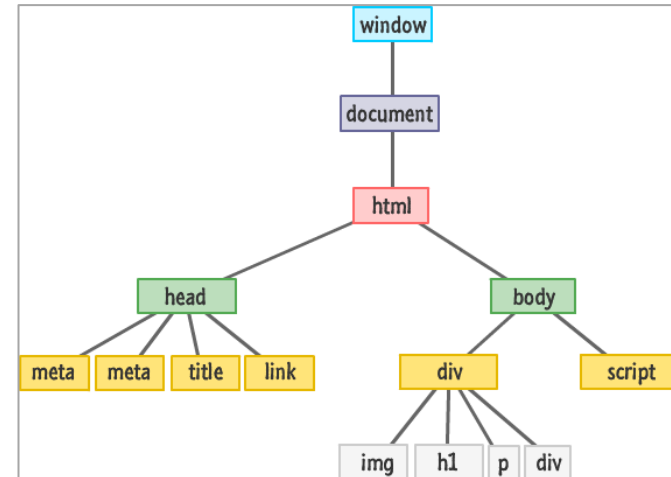 window
document
html
head body
meta meta title link div script
img h1 p div